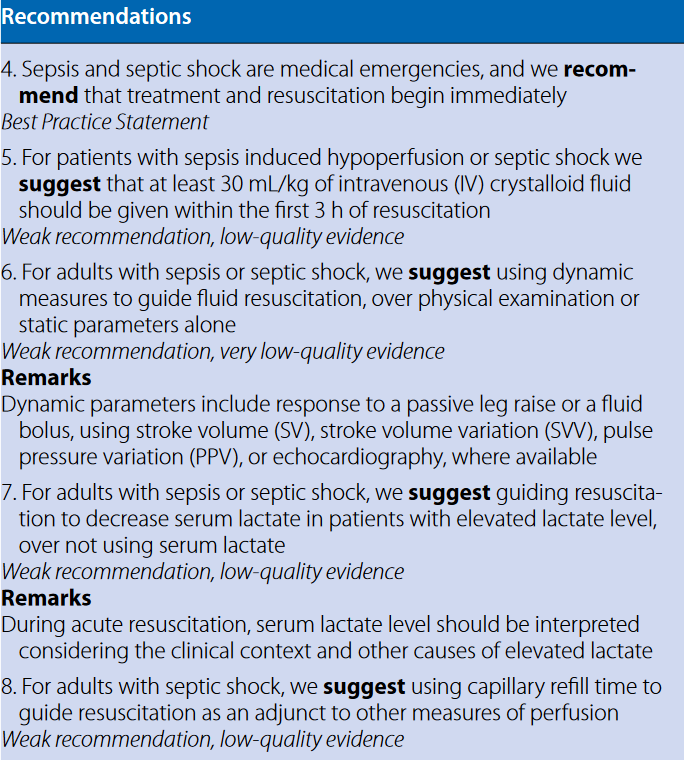 Recommendations
4. Sepsis and septic shock are medical emergencies, and we recom-
mend that treatment and resuscitation begin immediately
Best Practice Statement
5. For patients with sepsis induced hypoperfusion or septic shock we
suggest that at least 30 mL/kg of intravenous (IV) crystalloid fluid
should be given within the first 3 h of resuscitation
Weak recommendation, low-quality evidence
6. For adults with sepsis or septic shock, we suggest using dynamic
measures to guide fluid resuscitation, over physical examination or
static parameters alone
Weak recommendation, very low-quality evidence
Remarks
Dynamic parameters include response to a passive leg raise or a fluid
bolus, using stroke volume (SV), stroke volume variation (SVV), pulse
pressure variation (PPV), or echocardiography, where available
7. For adults with sepsis or septic shock, we suggest guiding resuscita-
tion to decrease serum lactate in patients with elevated lactate level,
over not using serum lactate
Weak recommendation, low-quality evidence
Remarks
During acute resuscitation, serum lactate level should be interpreted
considering the clinical context and other causes of elevated lactate
8. For adults with septic shock, we suggest using capillary refill time to
guide resuscitation as an adjunct to other measures of perfusion
Weak recommendation, low-quality evidence